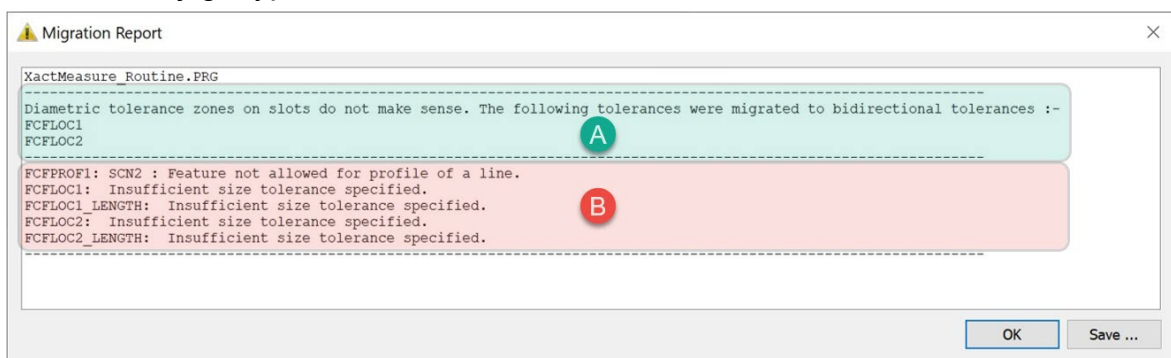 Migration Report
XactMeasure_Routine.PRG
Diametric tolerance zones on slots do not make sense. The following tolerances were migrated to bidirectional tolerances :-
FCFLOC1
FCFLOC2
A
FCFPROF1: SCN2 : Feature not allowed for profile of a line.
FCFLOC1:  Insufficient size tolerance specified.
FCFLOC1_LENGTH:  Insufficient size tolerance specified.
FCFLOC2:  Insufficient size tolerance specified.
FCFLOC2_LENGTH:  Insufficient size tolerance specified.
B
OK
Save ...